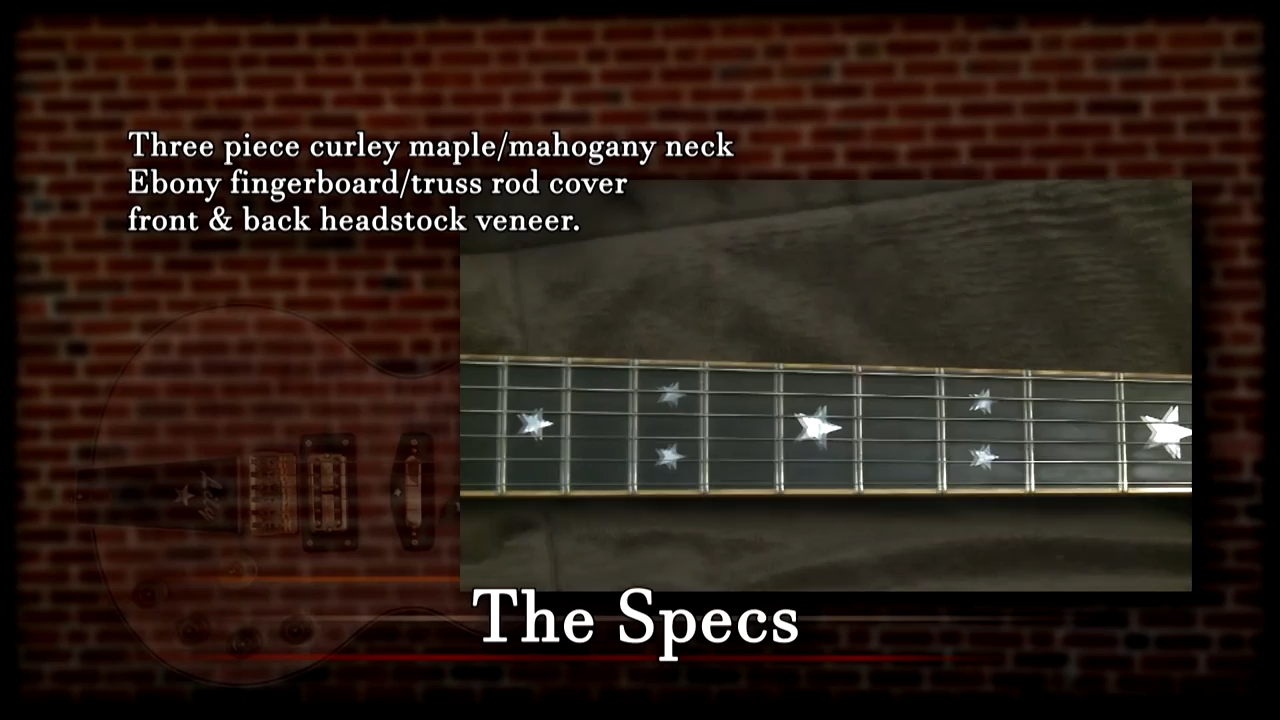 Three piece curley maple/mahogany neck
Ebony fingerboard/truss rod cover
front & back headstock veneer.
The Specs